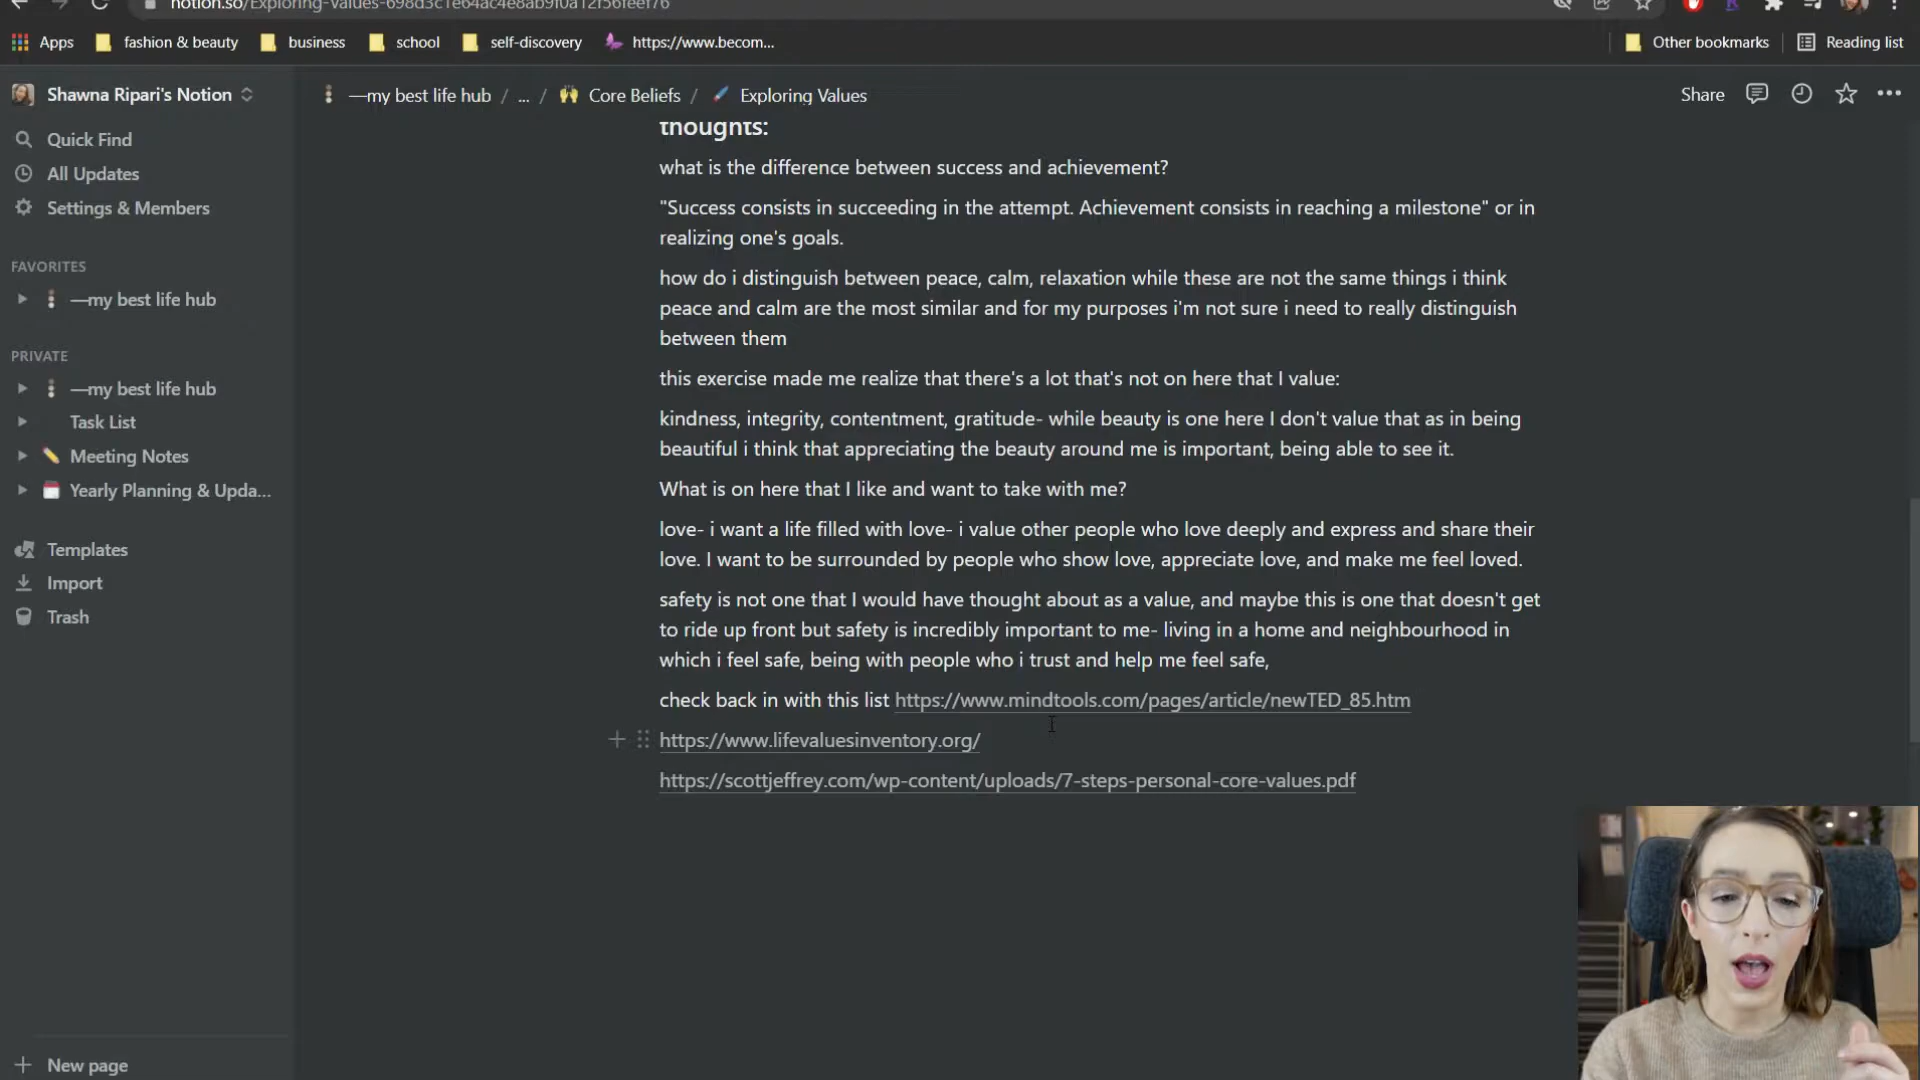 notion.so/Exploring-Values-698d3c1e64ac4e8ab9f0a12f56feef76
Apps
fashion & beauty
business
school
self-discovery
https://www.becom...
Other bookmarks
Reading list
Shawna Ripari's Notion
—my best life hub / ... / Core Beliefs / Exploring Values
Share
Quick Find
All Updates
Settings & Members
FAVORITES
—my best life hub
PRIVATE
—my best life hub
Task List
Meeting Notes
Yearly Planning & Upda...
Templates
Import
Trash
New page
thoughts:
what is the difference between success and achievement?
"Success consists in succeeding in the attempt. Achievement consists in reaching a milestone" or in
realizing one's goals.
how do i distinguish between peace, calm, relaxation while these are not the same things i think
peace and calm are the most similar and for my purposes i'm not sure i need to really distinguish
between them
this exercise made me realize that there's a lot that's not on here that I value:
kindness, integrity, contentment, gratitude- while beauty is one here I don't value that as in being
beautiful i think that appreciating the beauty around me is important, being able to see it.
What is on here that I like and want to take with me?
love- i want a life filled with love- i value other people who love deeply and express and share their
love. I want to be surrounded by people who show love, appreciate love, and make me feel loved.
safety is not one that I would have thought about as a value, and maybe this is one that doesn't get
to ride up front but safety is incredibly important to me- living in a home and neighbourhood in
which i feel safe, being with people who i trust and help me feel safe,
check back in with this list https://www.mindtools.com/pages/article/newTED_85.htm
https://www.lifevaluesinventory.org/
https://scottjeffrey.com/wp-content/uploads/7-steps-personal-core-values.pdf